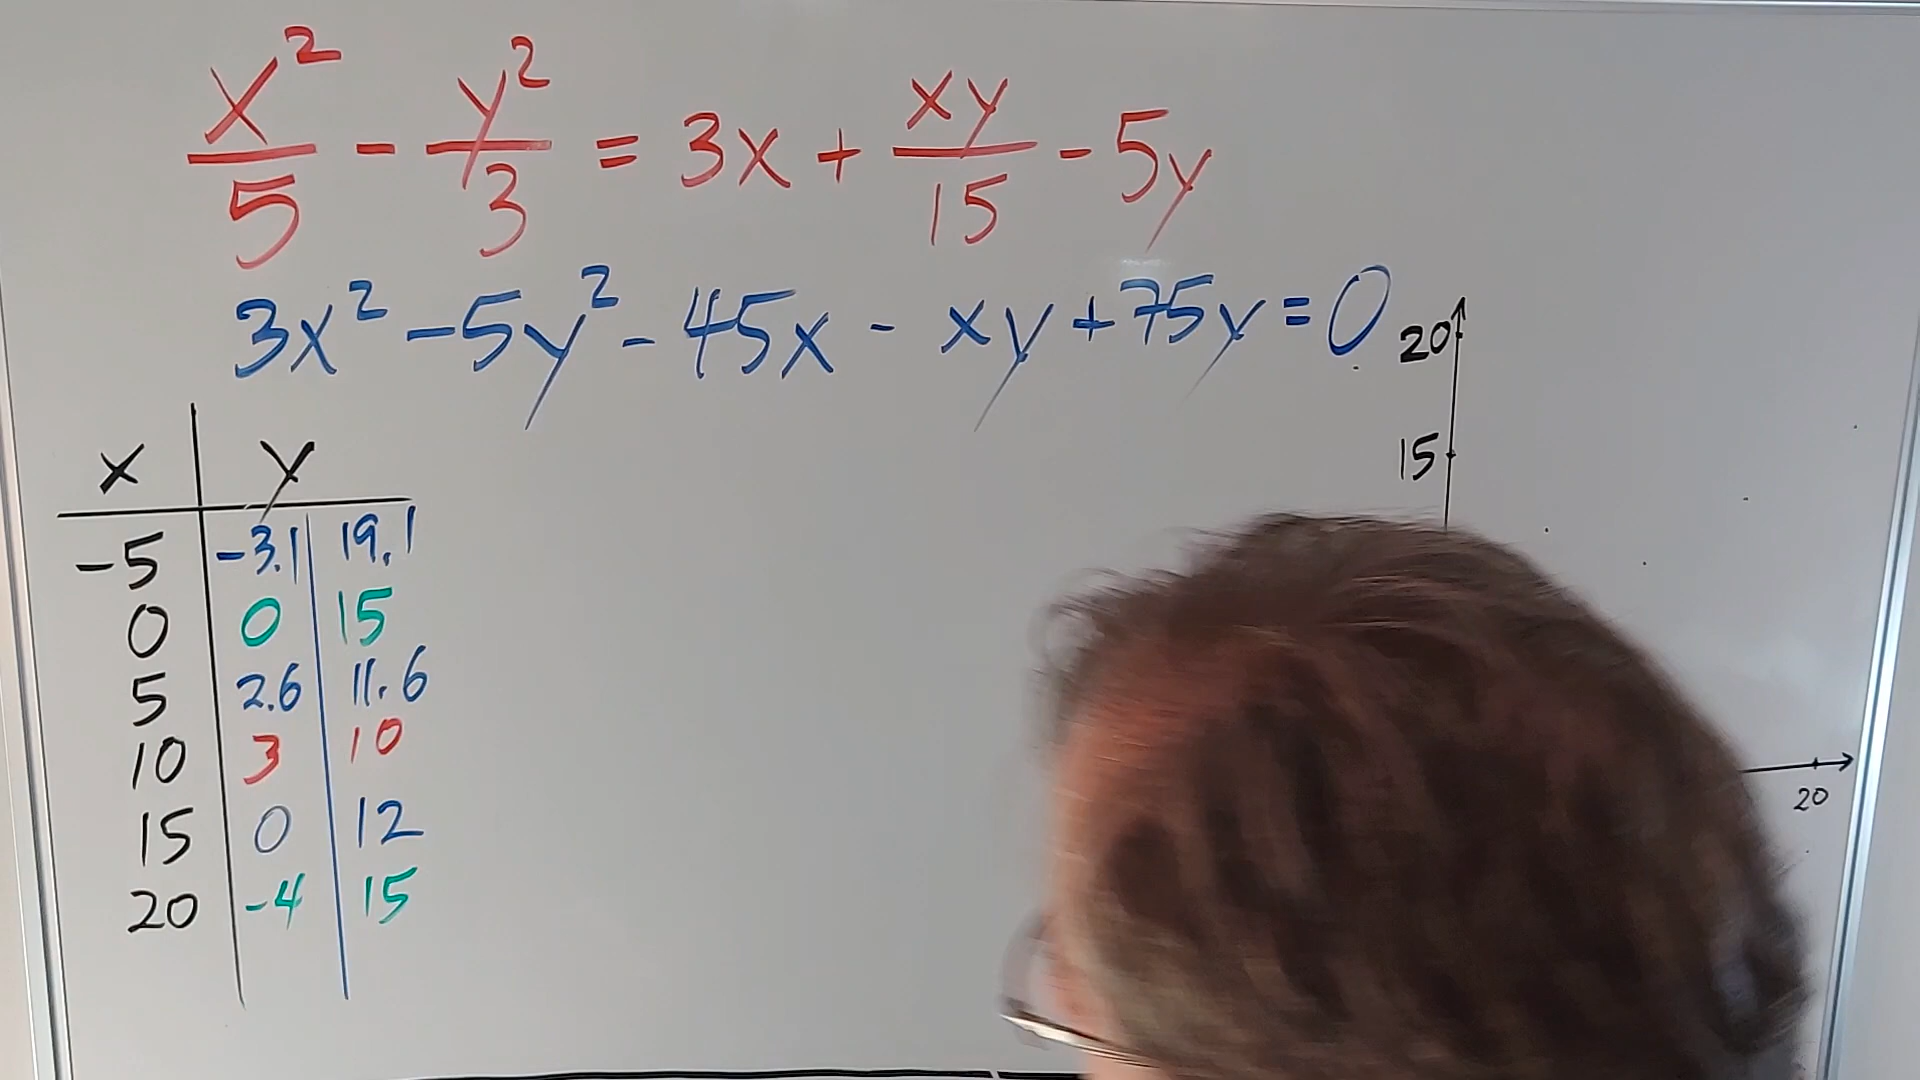 x²/5 - y²/3 = 3x + xy/15 - 5y
3x² - 5y² - 45x - xy + 75y = 0
20
15
x y
-5 -3.1 19.1
0 0 15
5 2.6 11.6
10 3 10
15 0 12
20 -4 15
20